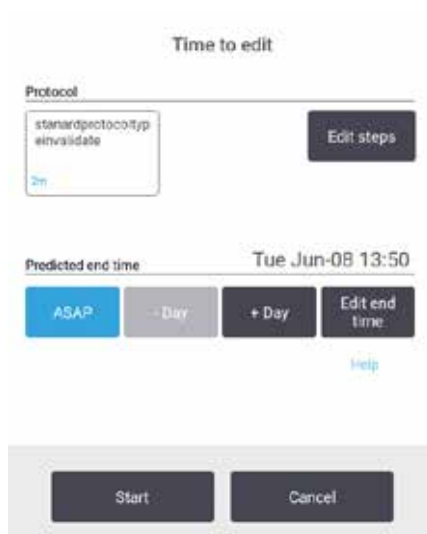 Time to edit
Protocol
stanardprotocoltyp
einvalidate
Edit steps
2m
Predicted end time
Tue Jun-08 13:50
ASAP
- Day
+ Day
Edit end
time
Help
Start
Cancel